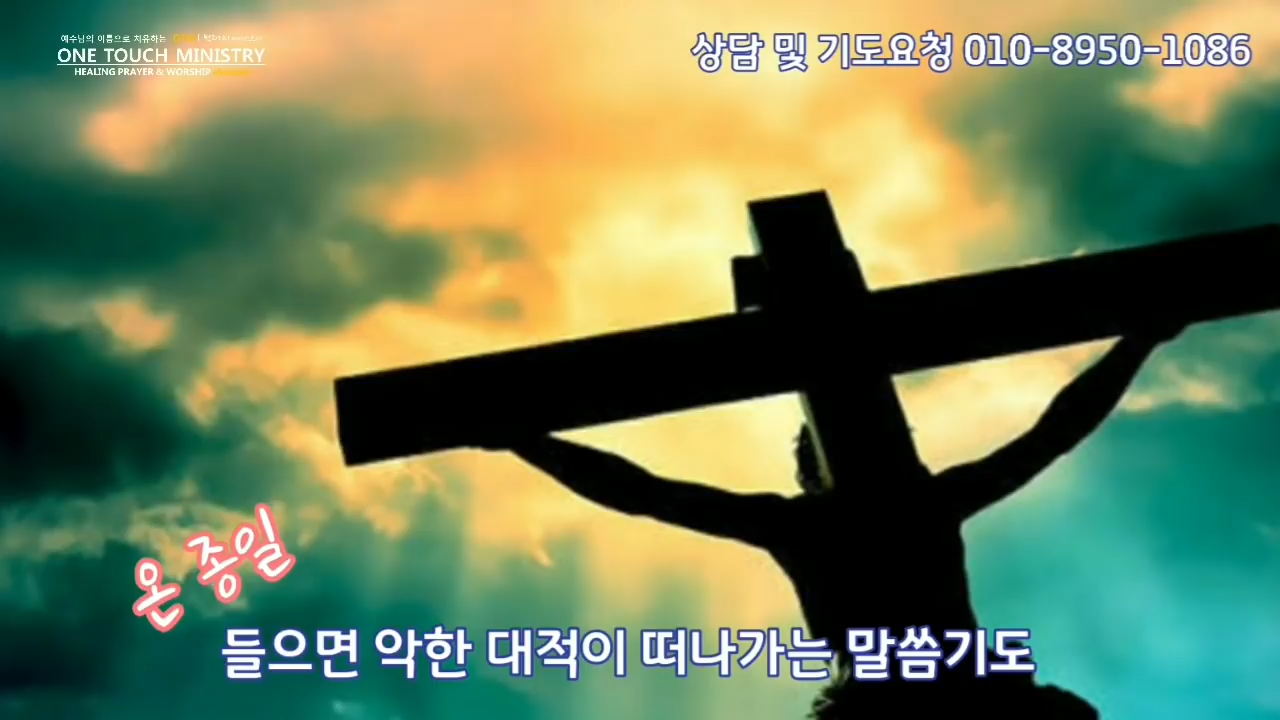 예수님의 이름으로 치유하는
ONE TOUCH MINISTRY
HEALING PRAYER & WORSHIP
상담 및 기도요청 010-8950-1086
온 종일
들으면 악한 대적이 떠나가는 말씀기도